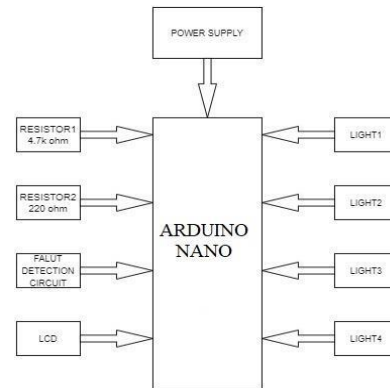 POWER SUPPLY
RESISTOR1
4.7k ohm
LIGHT1
RESISTOR2
220 ohm
LIGHT2
ARDUINO
NANO
FALUT
DETECTION
CIRCUIT
LIGHT3
LCD
LIGHT4